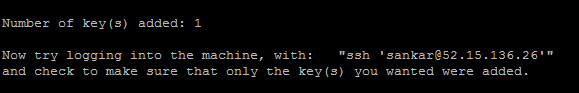 Number of key(s) added: 1
Now try logging into the machine, with:   "ssh 'sankar@52.15.136.26'"
and check to make sure that only the key(s) you wanted were added.